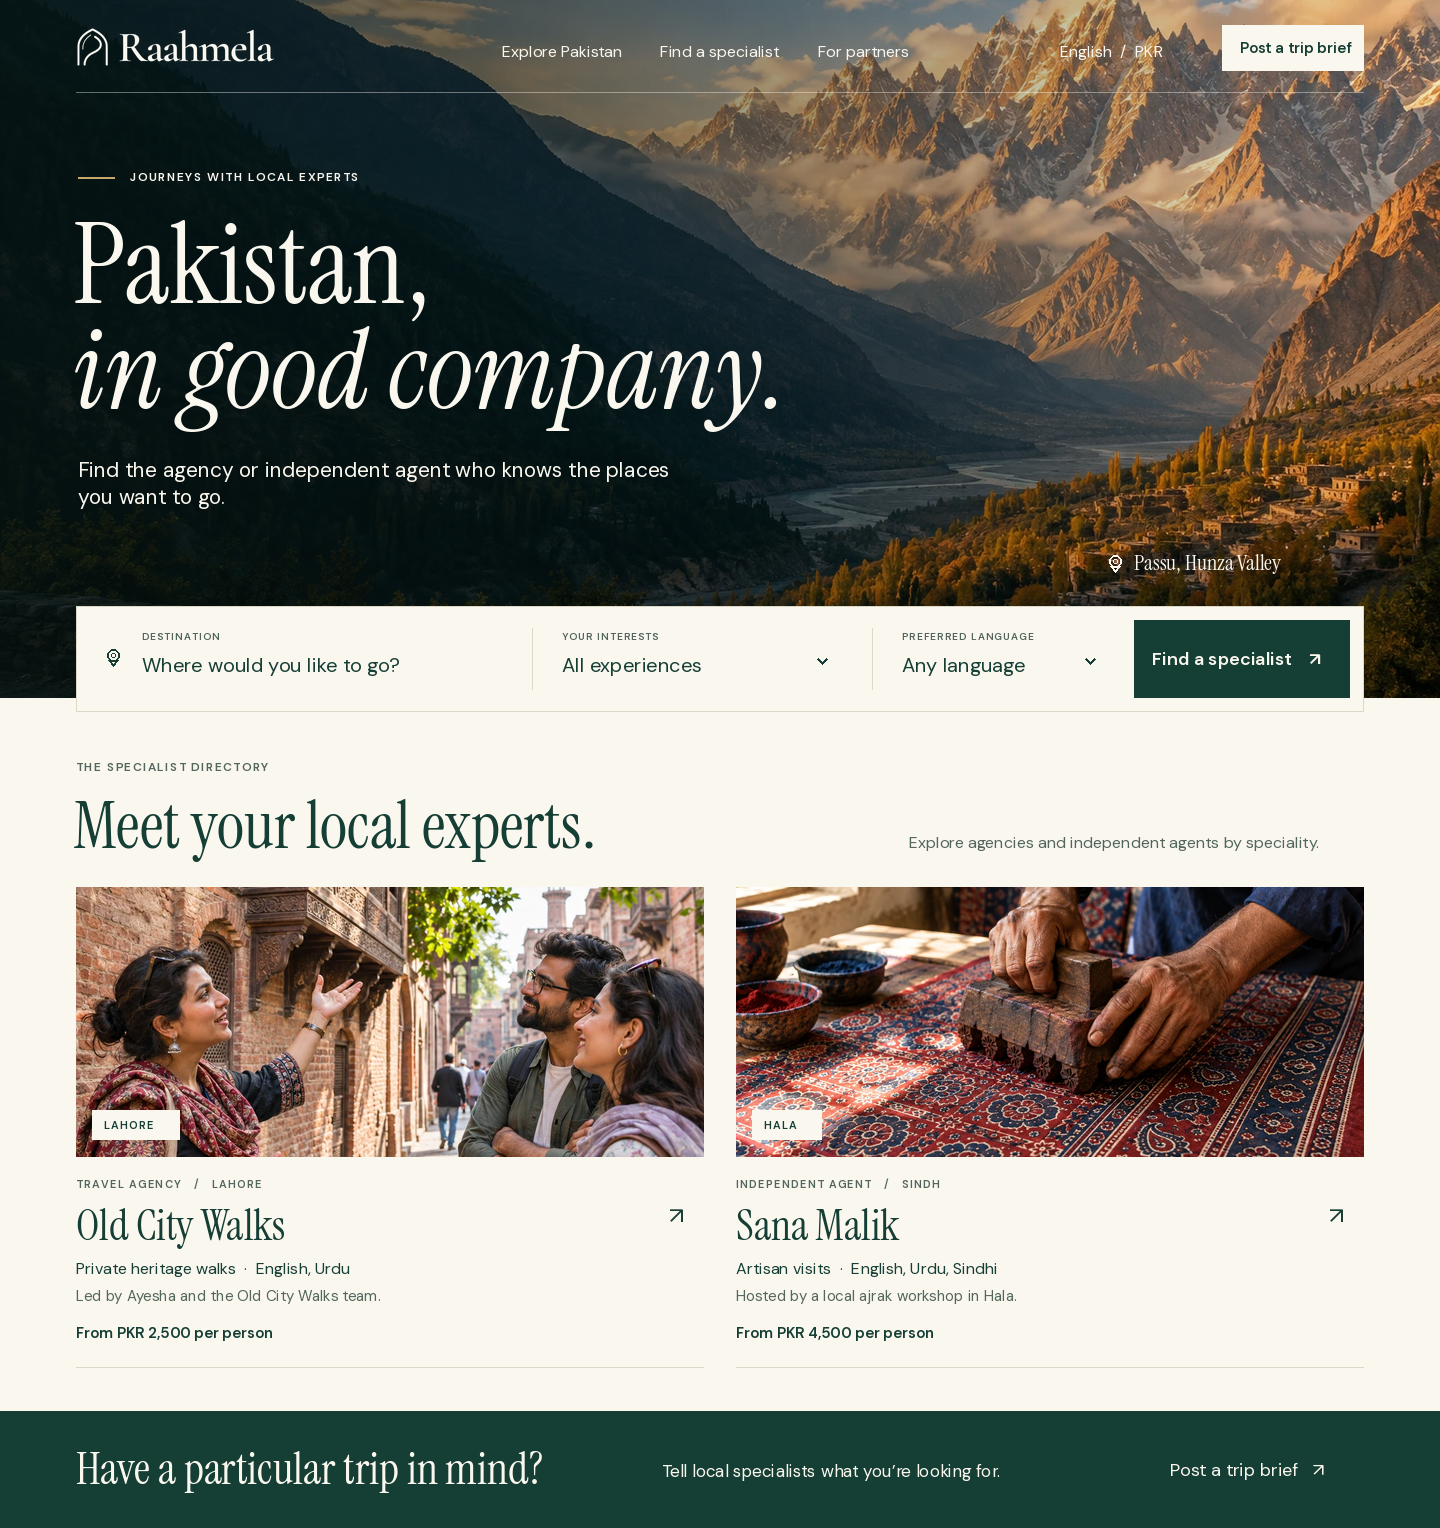 Raahmela
Explore Pakistan
Find a specialist
For partners
English / PKR
Post a trip brief
JOURNEYS WITH LOCAL EXPERTS
Pakistan,
in good company.
Find the agency or independent agent who knows the places
you want to go.
Passu, Hunza Valley
DESTINATION
Where would you like to go?
YOUR INTERESTS
All experiences
PREFERRED LANGUAGE
Any language
Find a specialist
THE SPECIALIST DIRECTORY
Meet your local experts.
Explore agencies and independent agents by speciality.
LAHORE
TRAVEL AGENCY / LAHORE
Old City Walks
Private heritage walks · English, Urdu
Led by Ayesha and the Old City Walks team.
From PKR 2,500 per person
HALA
INDEPENDENT AGENT / SINDH
Sana Malik
Artisan visits · English, Urdu, Sindhi
Hosted by a local ajrak workshop in Hala.
From PKR 4,500 per person
Have a particular trip in mind?
Tell local specialists what you’re looking for.
Post a trip brief